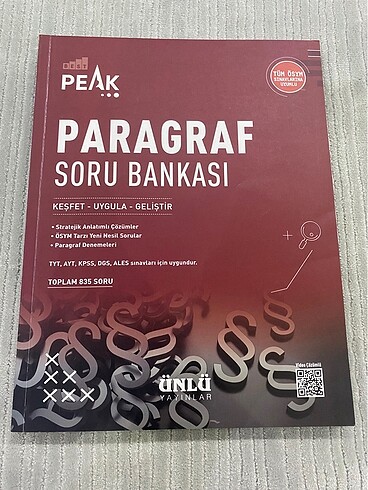 PEAK
TÜM ÖSYM
SINAVLARINA
UYUMLU
PARAGRAF
SORU BANKASI
KEŞFET - UYGULA - GELİŞTİR
• Stratejik Anlatımlı Çözümler
• ÖSYM Tarzı Yeni Nesil Sorular
• Paragraf Denemeleri
TYT, AYT, KPSS, DGS, ALES sınavları için uygundur.
TOPLAM 835 SORU
Video Çözümlü
ÜNLÜ
YAYINLAR